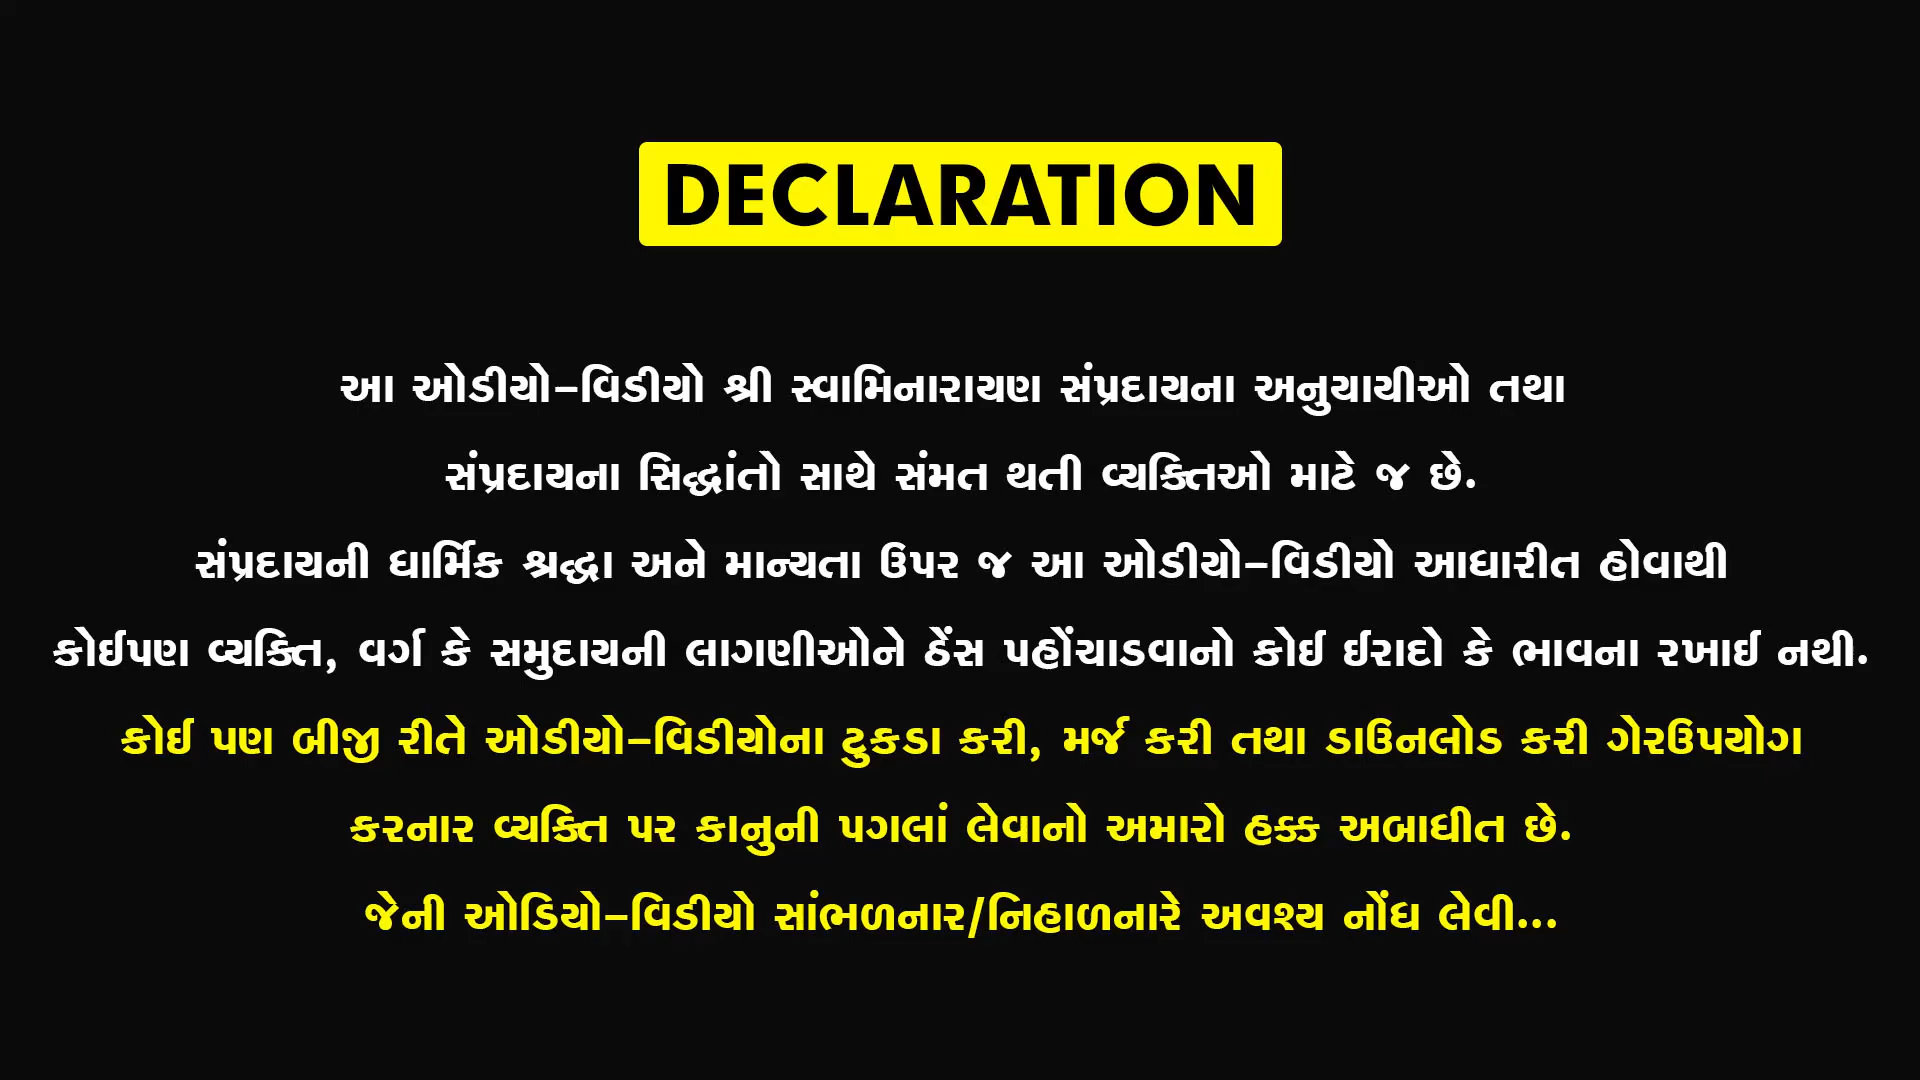 DECLARATION
આ ઓડીયો-વિડીયો શ્રી સ્વામિનારાયણ સંપ્રદાયના અનુયાયીઓ તથા
સંપ્રદાયના સિદ્ધાંતો સાથે સંમત થતી વ્યક્તિઓ માટે જ છે.
સંપ્રદાયની ધાર્મિક શ્રદ્ધા અને માન્યતા ઉપર જ આ ઓડીયો-વિડીયો આધારીત હોવાથી
કોઈપણ વ્યક્તિ, વર્ગ કે સમુદાયની લાગણીઓને ઠેંસ પહોંચાડવાનો કોઈ ઈરાદો કે ભાવના રખાઈ નથી.
કોઈ પણ બીજી રીતે ઓડીયો-વિડીયોના ટુકડા કરી, મર્જ કરી તથા ડાઉનલોડ કરી ગેરઉપયોગ
કરનાર વ્યક્તિ પર કાનુની પગલાં લેવાનો અમારો હક્ક અબાધીત છે.
જેની ઓડિયો-વિડીયો સાંભળનાર/નિહાળનારે અવશ્ય નોંધ લેવી...